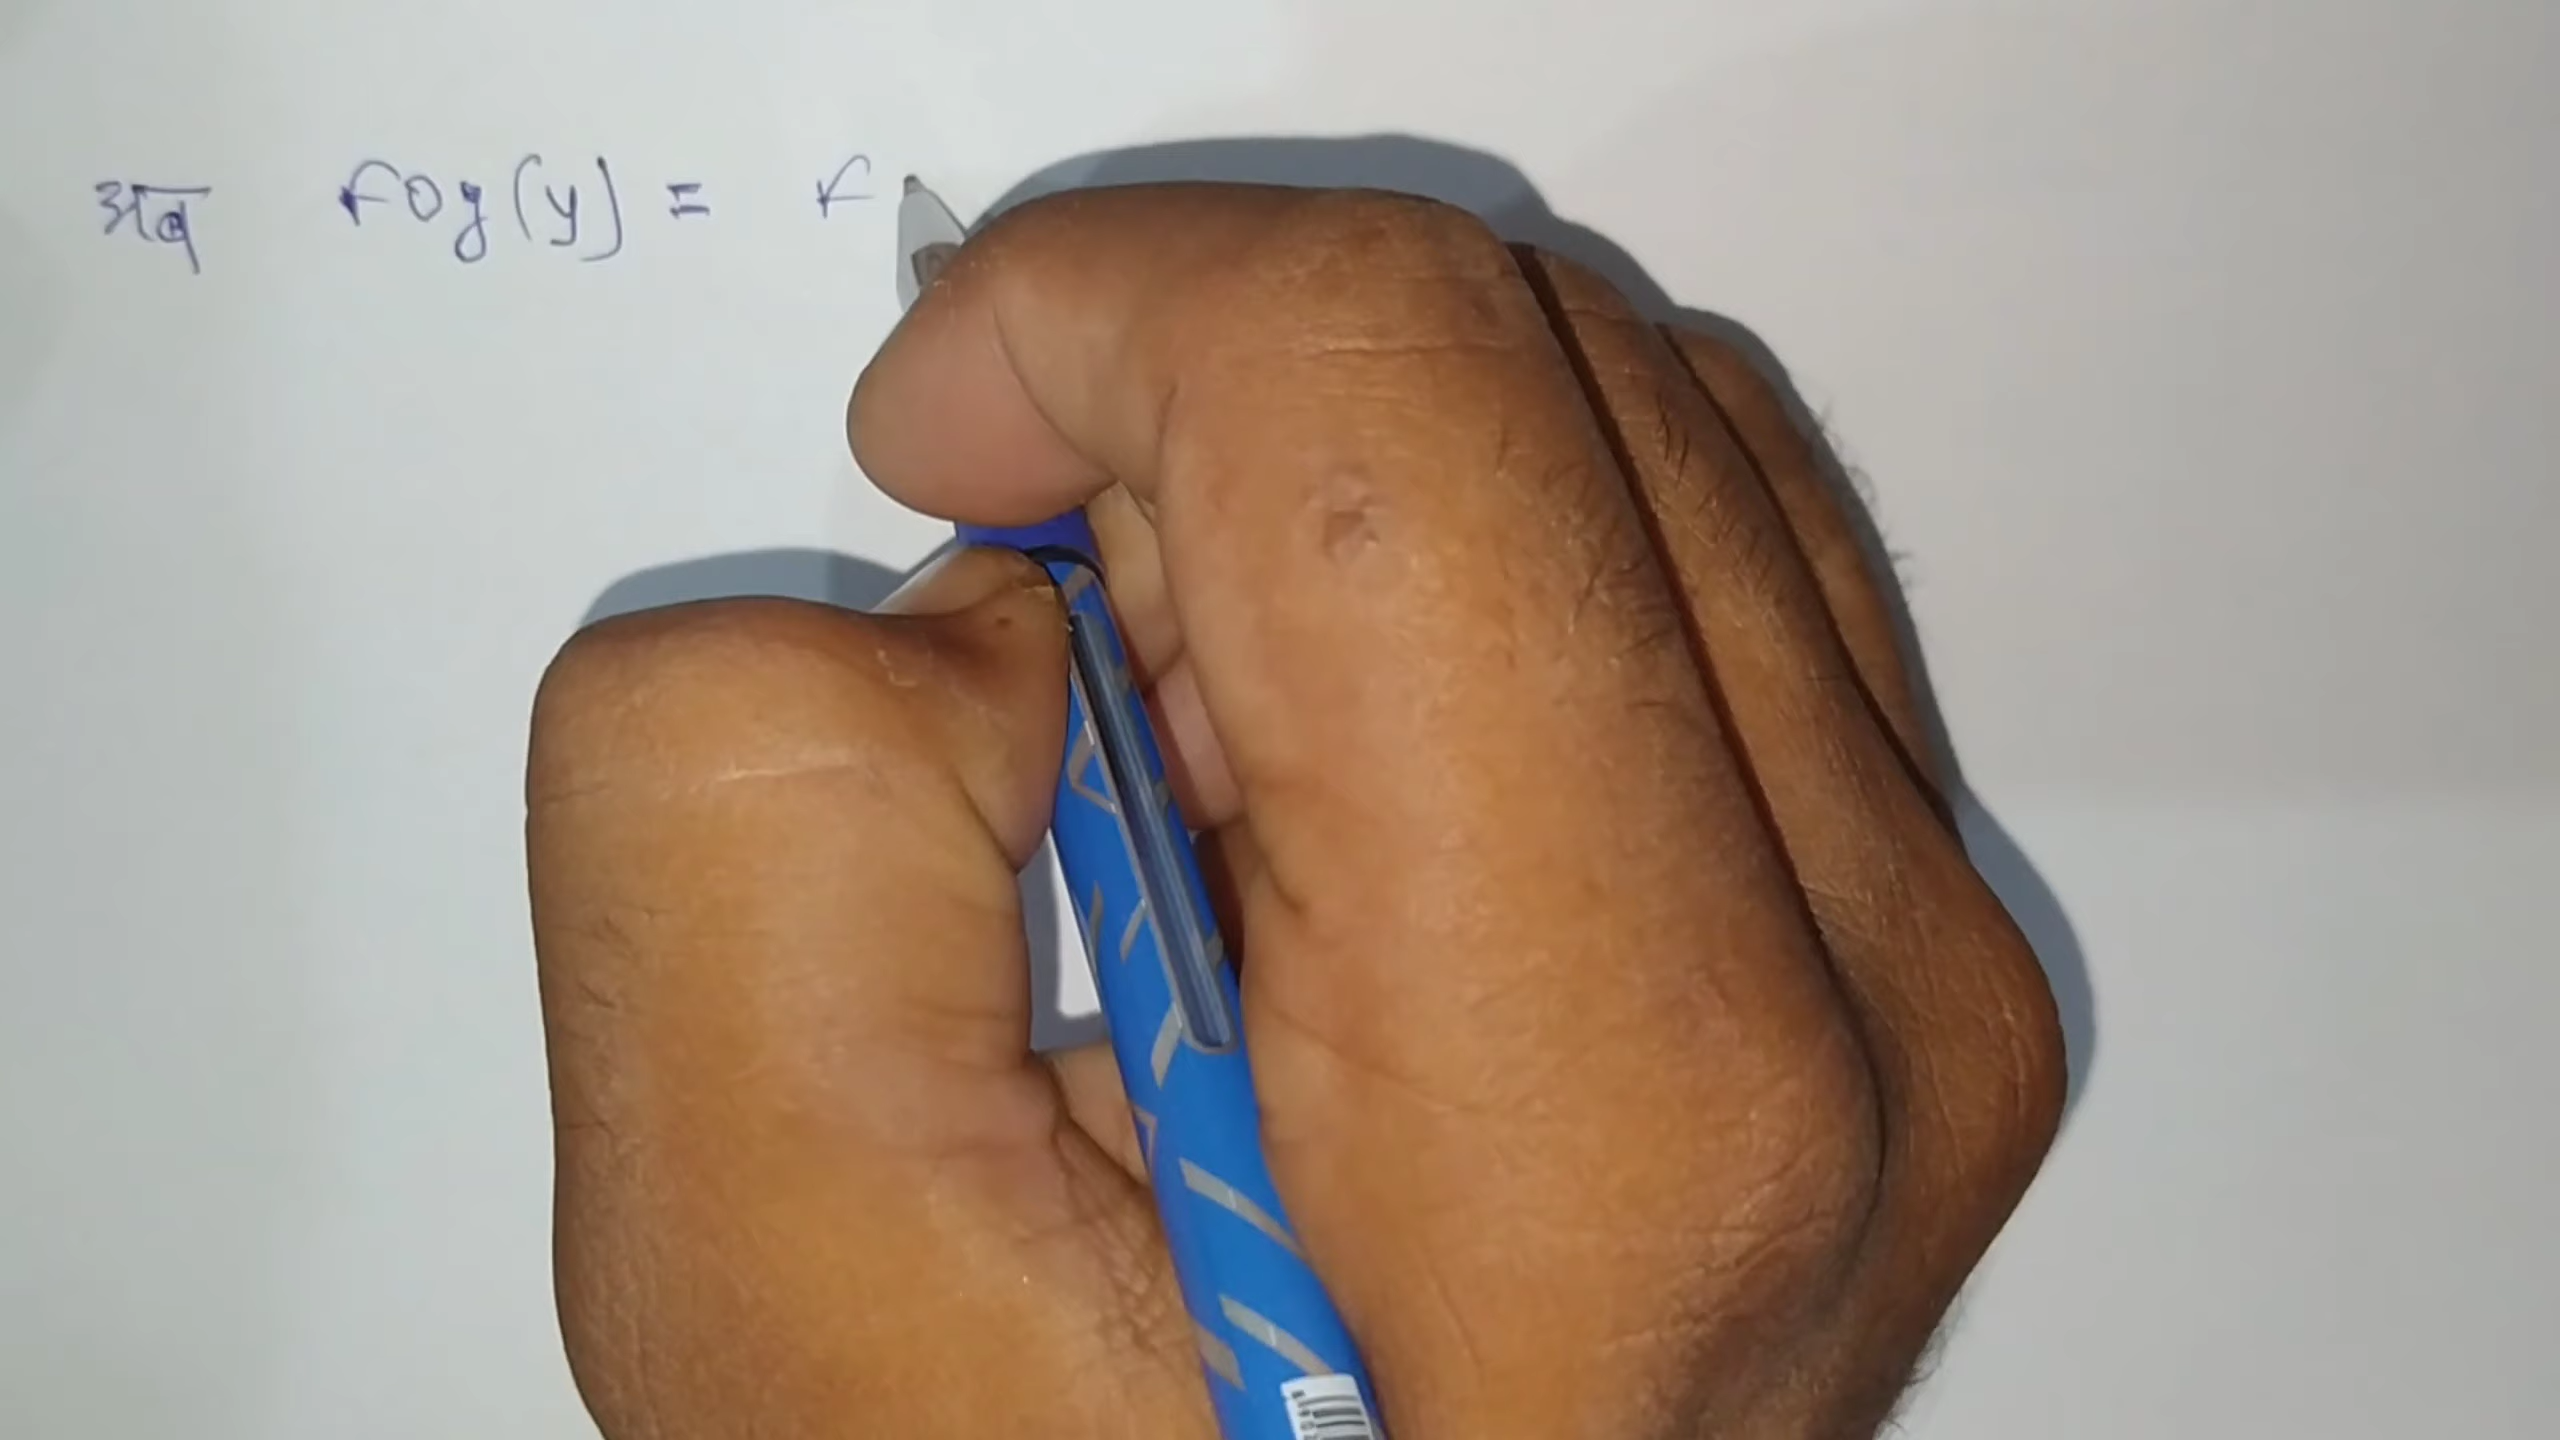 अब fog(y) = f